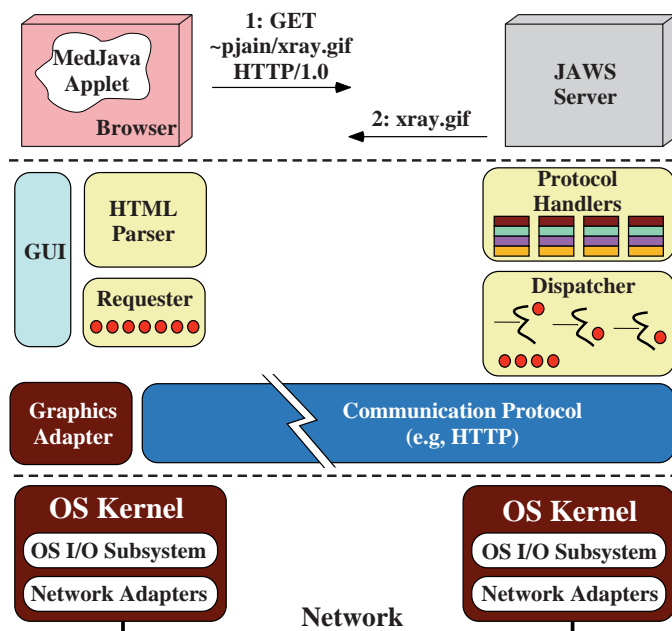 MedJava
Applet
Browser
1: GET
~pjain/xray.gif
HTTP/1.0
2: xray.gif
JAWS
Server
GUI
HTML
Parser
Requester
Protocol
Handlers
Dispatcher
Graphics
Adapter
Communication Protocol
(e.g, HTTP)
OS Kernel
OS I/O Subsystem
Network Adapters
Network
OS Kernel
OS I/O Subsystem
Network Adapters